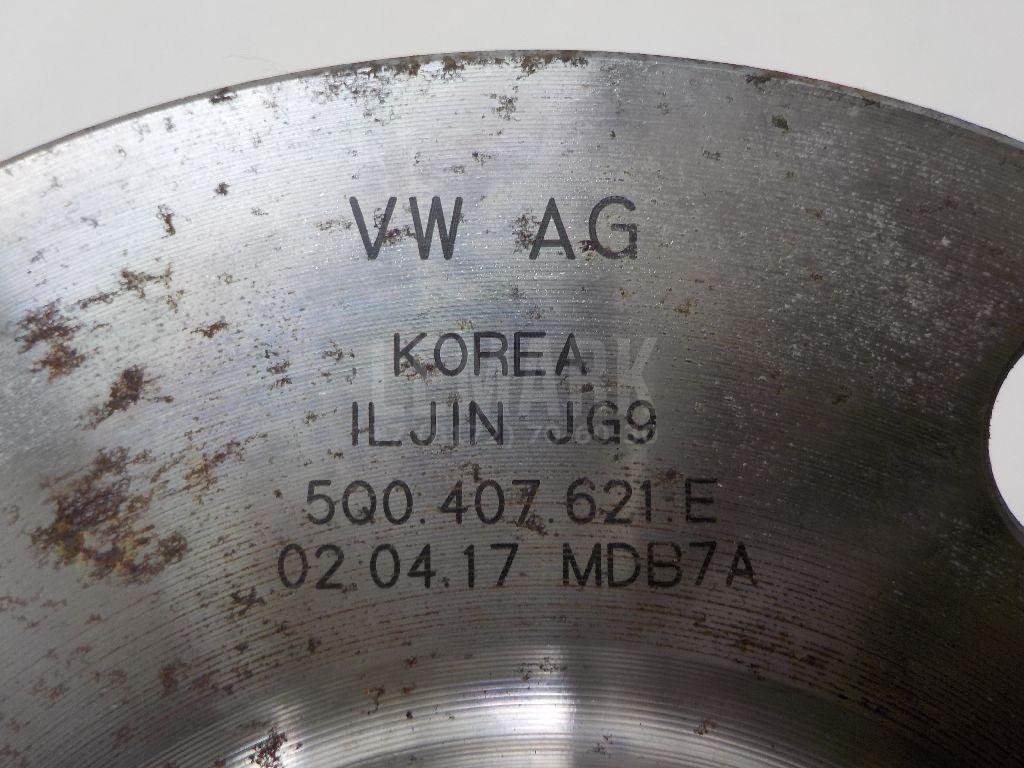 VW AG
KOREA
ILJIN JG9
5Q0.407.621.E
02.04.17 MDB7A